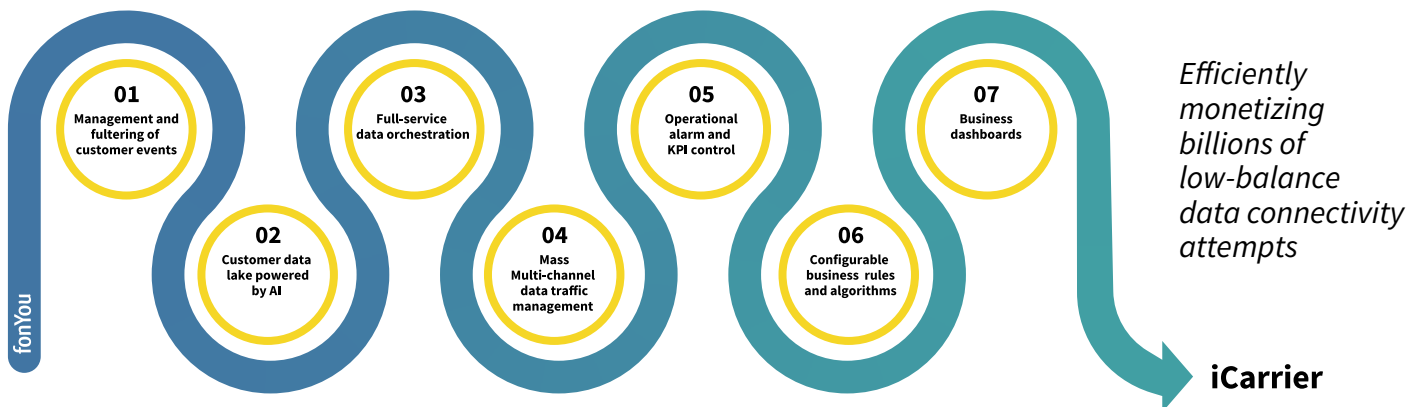 fonYou
01
Management and
fultering of
customer events
02
Customer data
lake powered
by AI
03
Full-service
data orchestration
04
Mass
Multi-channel
data traffic
management
05
Operational
alarm and
KPI control
06
Configurable
business rules
and algorithms
07
Business
dashboards
Efficiently
monetizing
billions of
low-balance
data connectivity
attempts
iCarrier